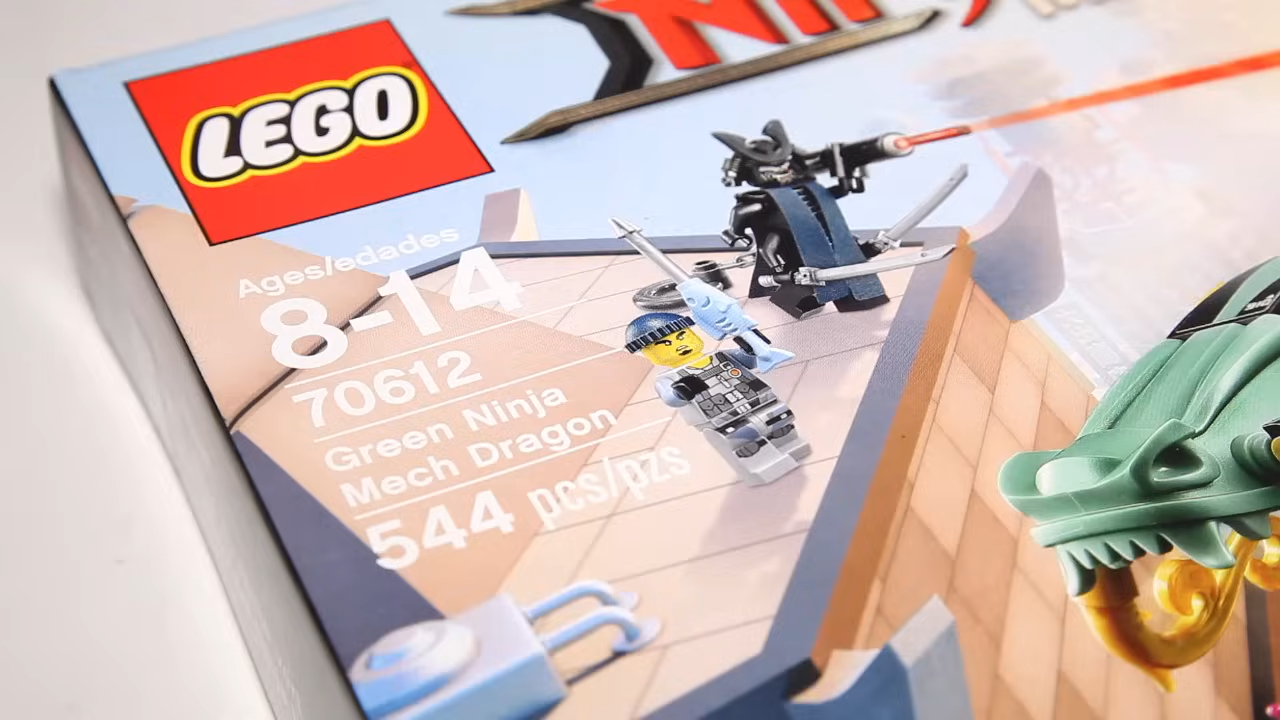 LEGO
Ages/edades
8-14
70612
Green Ninja
Mech Dragon
544 pcs/pzs